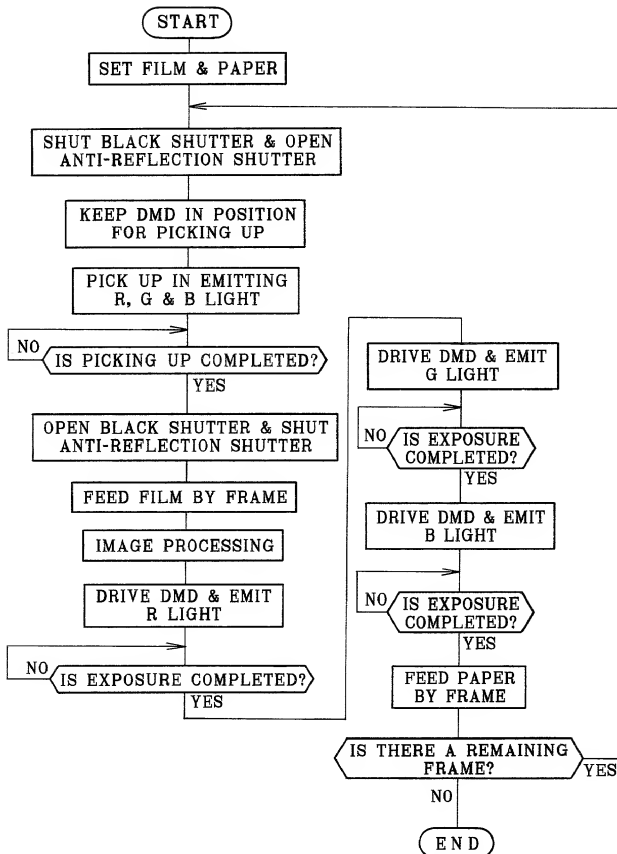 START
SET FILM & PAPER
SHUT BLACK SHUTTER & OPEN
ANTI-REFLECTION SHUTTER
KEEP DMD IN POSITION
FOR PICKING UP
PICK UP IN EMITTING
R, G & B LIGHT
NO
IS PICKING UP COMPLETED?
YES
OPEN BLACK SHUTTER & SHUT
ANTI-REFLECTION SHUTTER
FEED FILM BY FRAME
IMAGE PROCESSING
DRIVE DMD & EMIT
R LIGHT
NO
IS EXPOSURE COMPLETED?
YES
DRIVE DMD & EMIT
G LIGHT
NO
IS EXPOSURE
COMPLETED?
YES
DRIVE DMD & EMIT
B LIGHT
NO
IS EXPOSURE
COMPLETED?
YES
FEED PAPER
BY FRAME
IS THERE A REMAINING
FRAME?
YES
NO
END